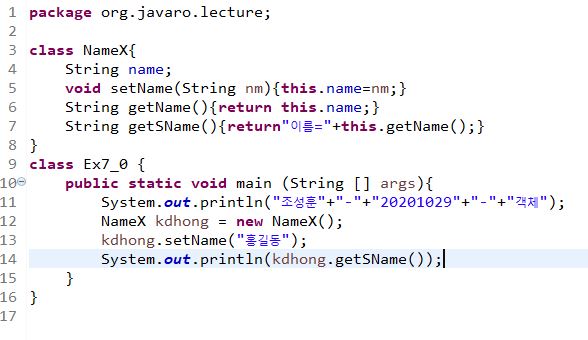 1 package org.javaro.lecture;
2
3 class NameX{
4     String name;
5     void setName(String nm){this.name=nm;}
6     String getName(){return this.name;}
7     String getSName(){return"이름="+this.getName();}
8 }
9 class Ex7_0 {
10     public static void main (String [] args){
11         System.out.println("조성훈"+"-"+"20201029"+"-"+"객체");
12         NameX kdhong = new NameX();
13         kdhong.setName("홍길동");
14         System.out.println(kdhong.getSName());
15     }
16 }
17